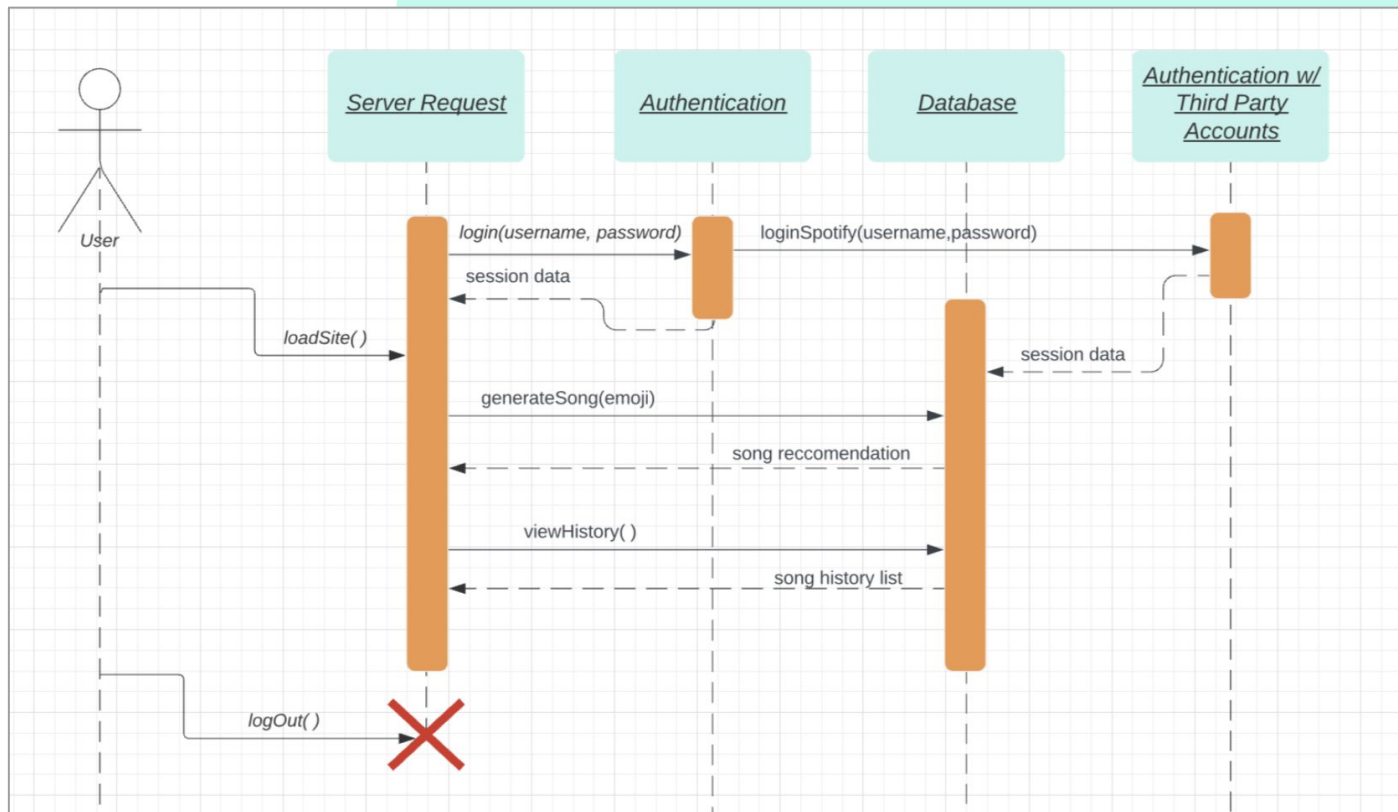 Server Request
Authentication
Database
Authentication w/
Third Party
Accounts
User
login(username, password)
loginSpotify(username,password)
session data
loadSite( )
session data
generateSong(emoji)
song reccomendation
viewHistory( )
song history list
logOut( )